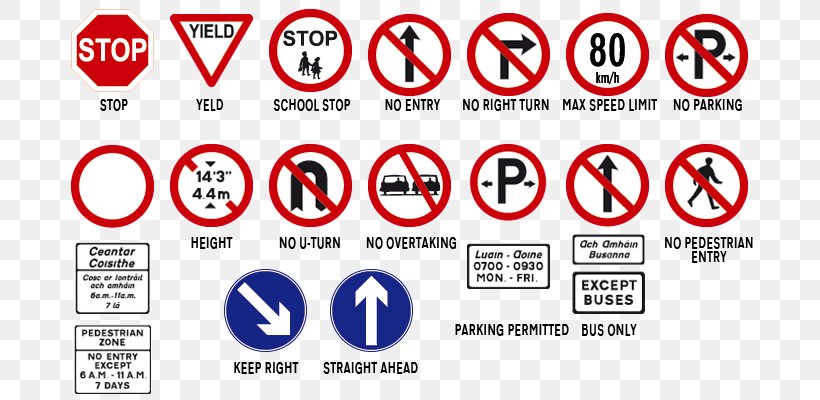 STOP
YIELD
STOP
80
km/h
P
STOP
YELD
SCHOOL STOP
NO ENTRY
NO RIGHT TURN
MAX SPEED LIMIT
NO PARKING
14'3"
4.4m
P
HEIGHT
NO U-TURN
NO OVERTAKING
NO PEDESTRIAN
ENTRY
Ceantar
Coisithe
Cosc ar iontráil
ach amháin
6a.m.-11a.m.
7 lá
Luain - Aoine
0700 - 0930
MON. - FRI.
Ach Amháin
Busanna
EXCEPT
BUSES
PARKING PERMITTED
BUS ONLY
PEDESTRIAN
ZONE
NO ENTRY
EXCEPT
6 A.M. - 11 A.M.
7 DAYS
KEEP RIGHT
STRAIGHT AHEAD